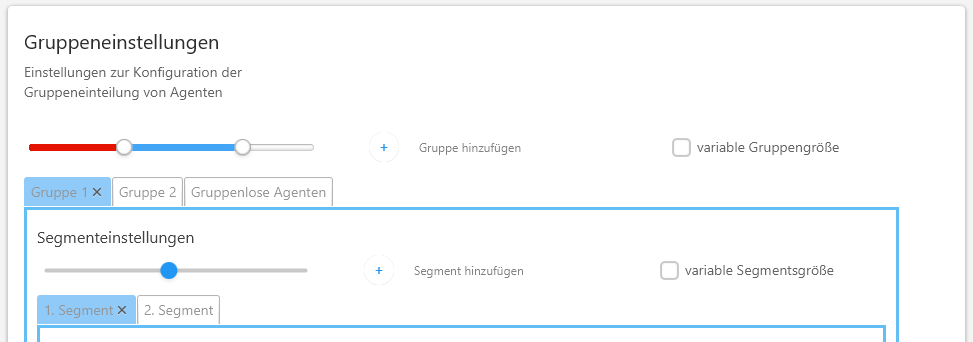 Gruppeneinstellungen
Einstellungen zur Konfiguration der
Gruppeneinteilung von Agenten
+ Gruppe hinzufügen variable Gruppengröße
Gruppe 1 × Gruppe 2 Gruppenlose Agenten
Segmenteinstellungen
+ Segment hinzufügen variable Segmentsgröße
1. Segment × 2. Segment